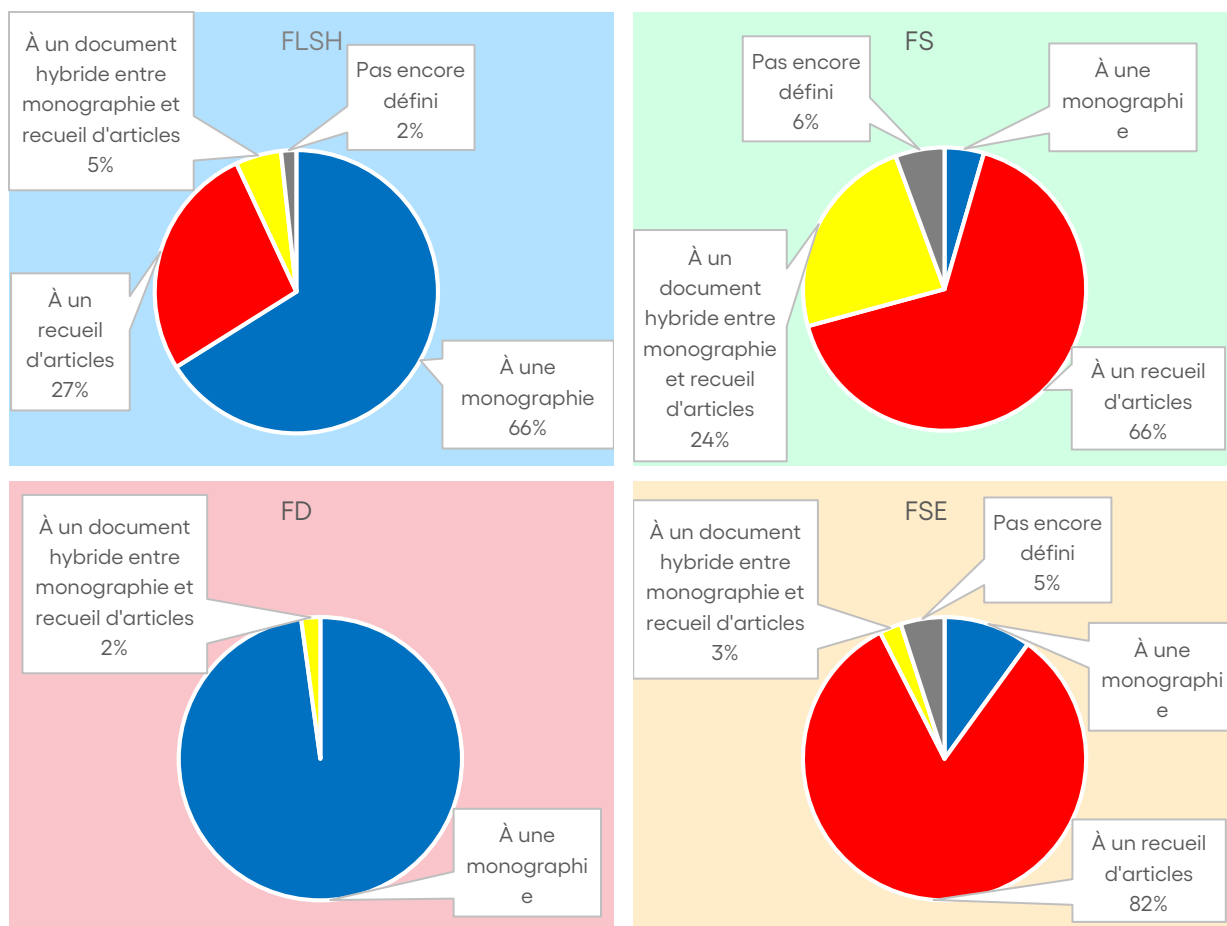 FLSH
À un document
hybride entre
monographie et
recueil d'articles
5%
Pas encore
défini
2%
À un
recueil
d'articles
27%
À une
monographie
66%
FS
Pas encore
défini
6%
À une
monographi
e
À un
document
hybride entre
monographie
et recueil
d'articles
24%
À un recueil
d'articles
66%
FD
À un document
hybride entre
monographie et
recueil d'articles
2%
À une
monographi
e
FSE
À un document
hybride entre
monographie et
recueil d'articles
3%
Pas encore
défini
5%
À une
monographi
e
À un recueil
d'articles
82%